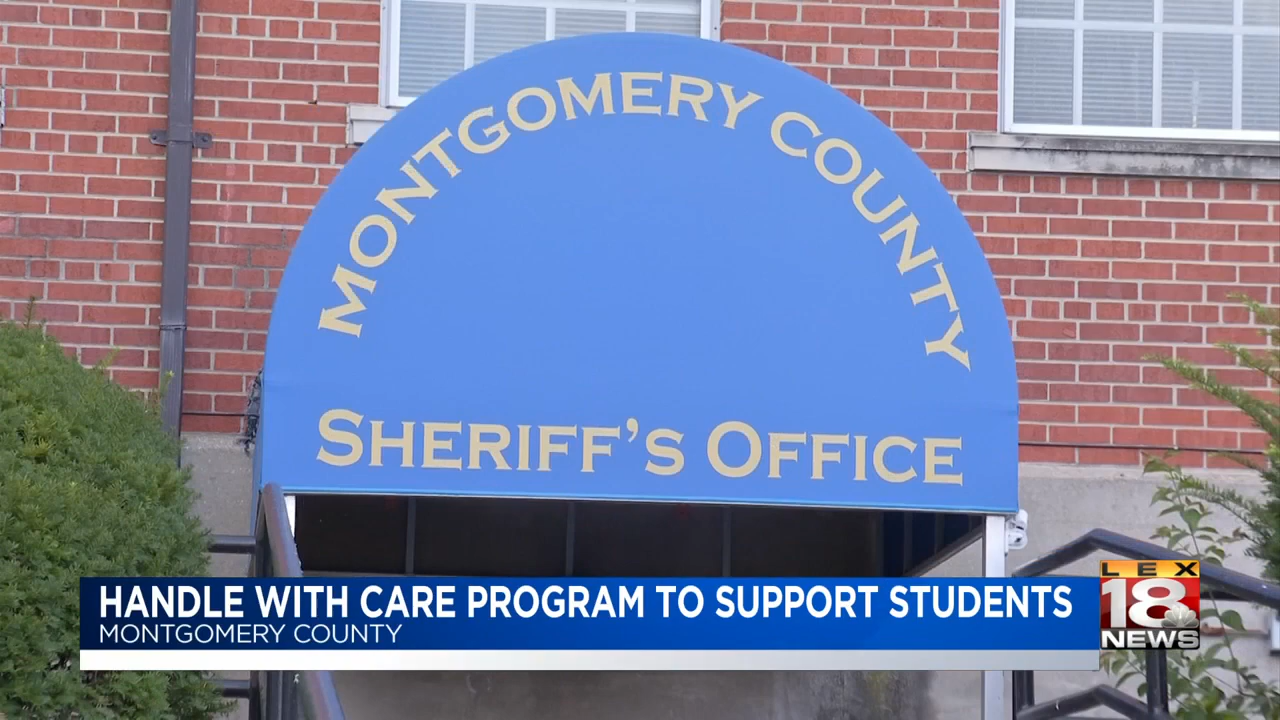 MONTGOMERY COUNTY
SHERIFF'S OFFICE
HANDLE WITH CARE PROGRAM TO SUPPORT STUDENTS
MONTGOMERY COUNTY
LEX
18
NEWS